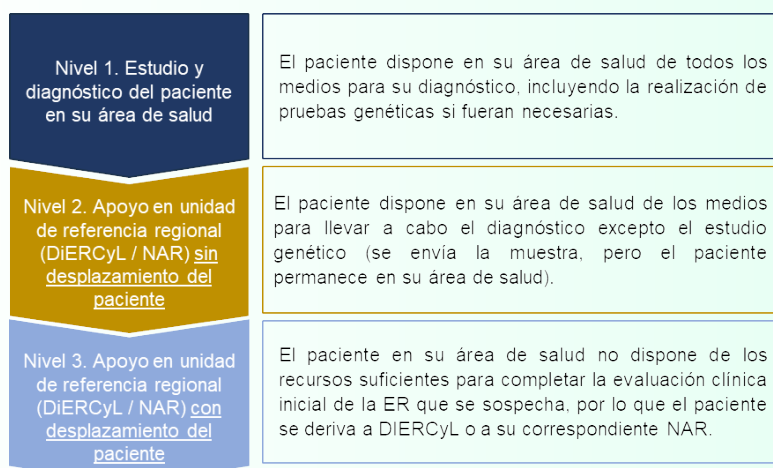 Nivel 1. Estudio y
diagnóstico del paciente
en su área de salud
El paciente dispone en su área de salud de todos los
medios para su diagnóstico, incluyendo la realización de
pruebas genéticas si fueran necesarias.
Nivel 2. Apoyo en unidad
de referencia regional
(DiERCyL / NAR) sin
desplazamiento del
paciente
El paciente dispone en su área de salud de los medios
para llevar a cabo el diagnóstico excepto el estudio
genético (se envía la muestra, pero el paciente
permanece en su área de salud).
Nivel 3. Apoyo en unidad
de referencia regional
(DiERCyL / NAR) con
desplazamiento del
paciente
El paciente en su área de salud no dispone de los
recursos suficientes para completar la evaluación clínica
inicial de la ER que se sospecha, por lo que el paciente
se deriva a DIERCyL o a su correspondiente NAR.